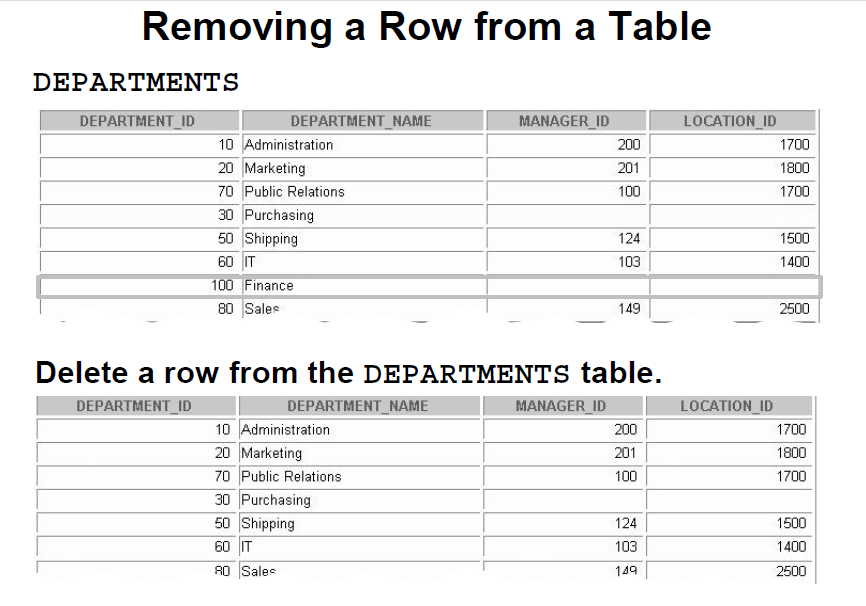 Removing a Row from a Table
DEPARTMENTS
DEPARTMENT_ID DEPARTMENT_NAME MANAGER_ID LOCATION_ID
10 Administration 200 1700
20 Marketing 201 1800
70 Public Relations 100 1700
30 Purchasing
50 Shipping 124 1500
60 IT 103 1400
100 Finance
80 Sales 149 2500
Delete a row from the DEPARTMENTS table.
DEPARTMENT_ID DEPARTMENT_NAME MANAGER_ID LOCATION_ID
10 Administration 200 1700
20 Marketing 201 1800
70 Public Relations 100 1700
30 Purchasing
50 Shipping 124 1500
60 IT 103 1400
80 Sales 149 2500